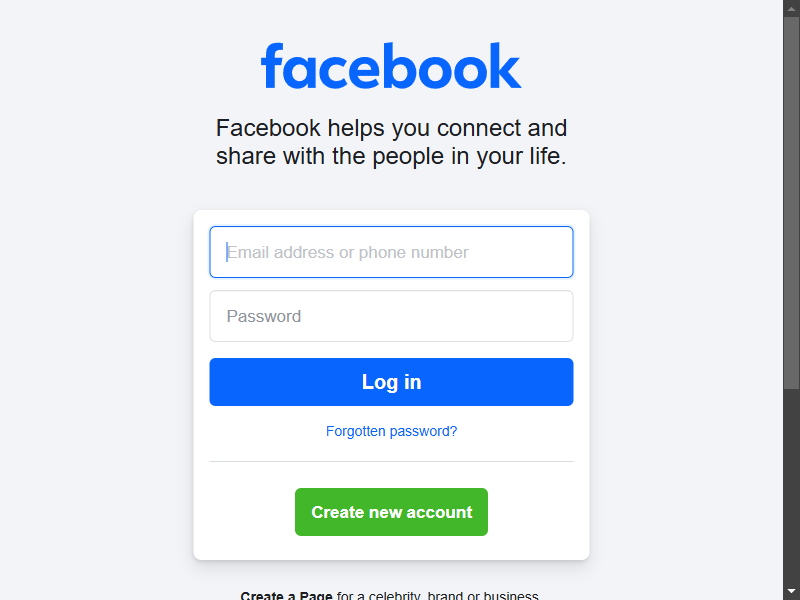 facebook
Facebook helps you connect and
share with the people in your life.
Email address or phone number
Password
Log in
Forgotten password?
Create new account
Create a Page for a celebrity, brand or business.